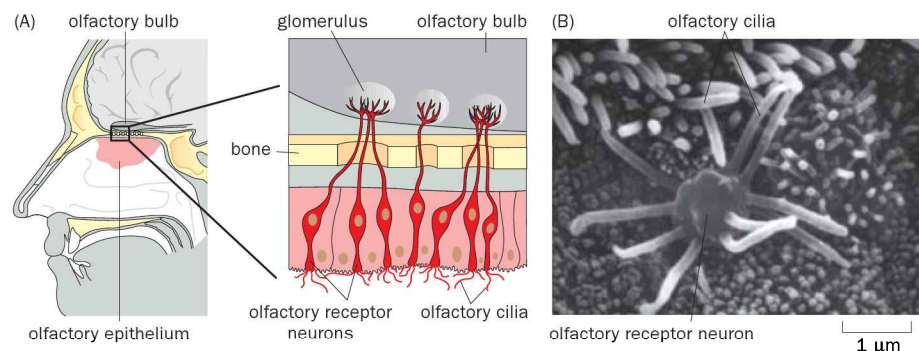 (A)
olfactory bulb
glomerulus
olfactory bulb
bone
olfactory receptor
neurons
olfactory cilia
olfactory epithelium
(B)
olfactory cilia
olfactory receptor neuron
1 μm